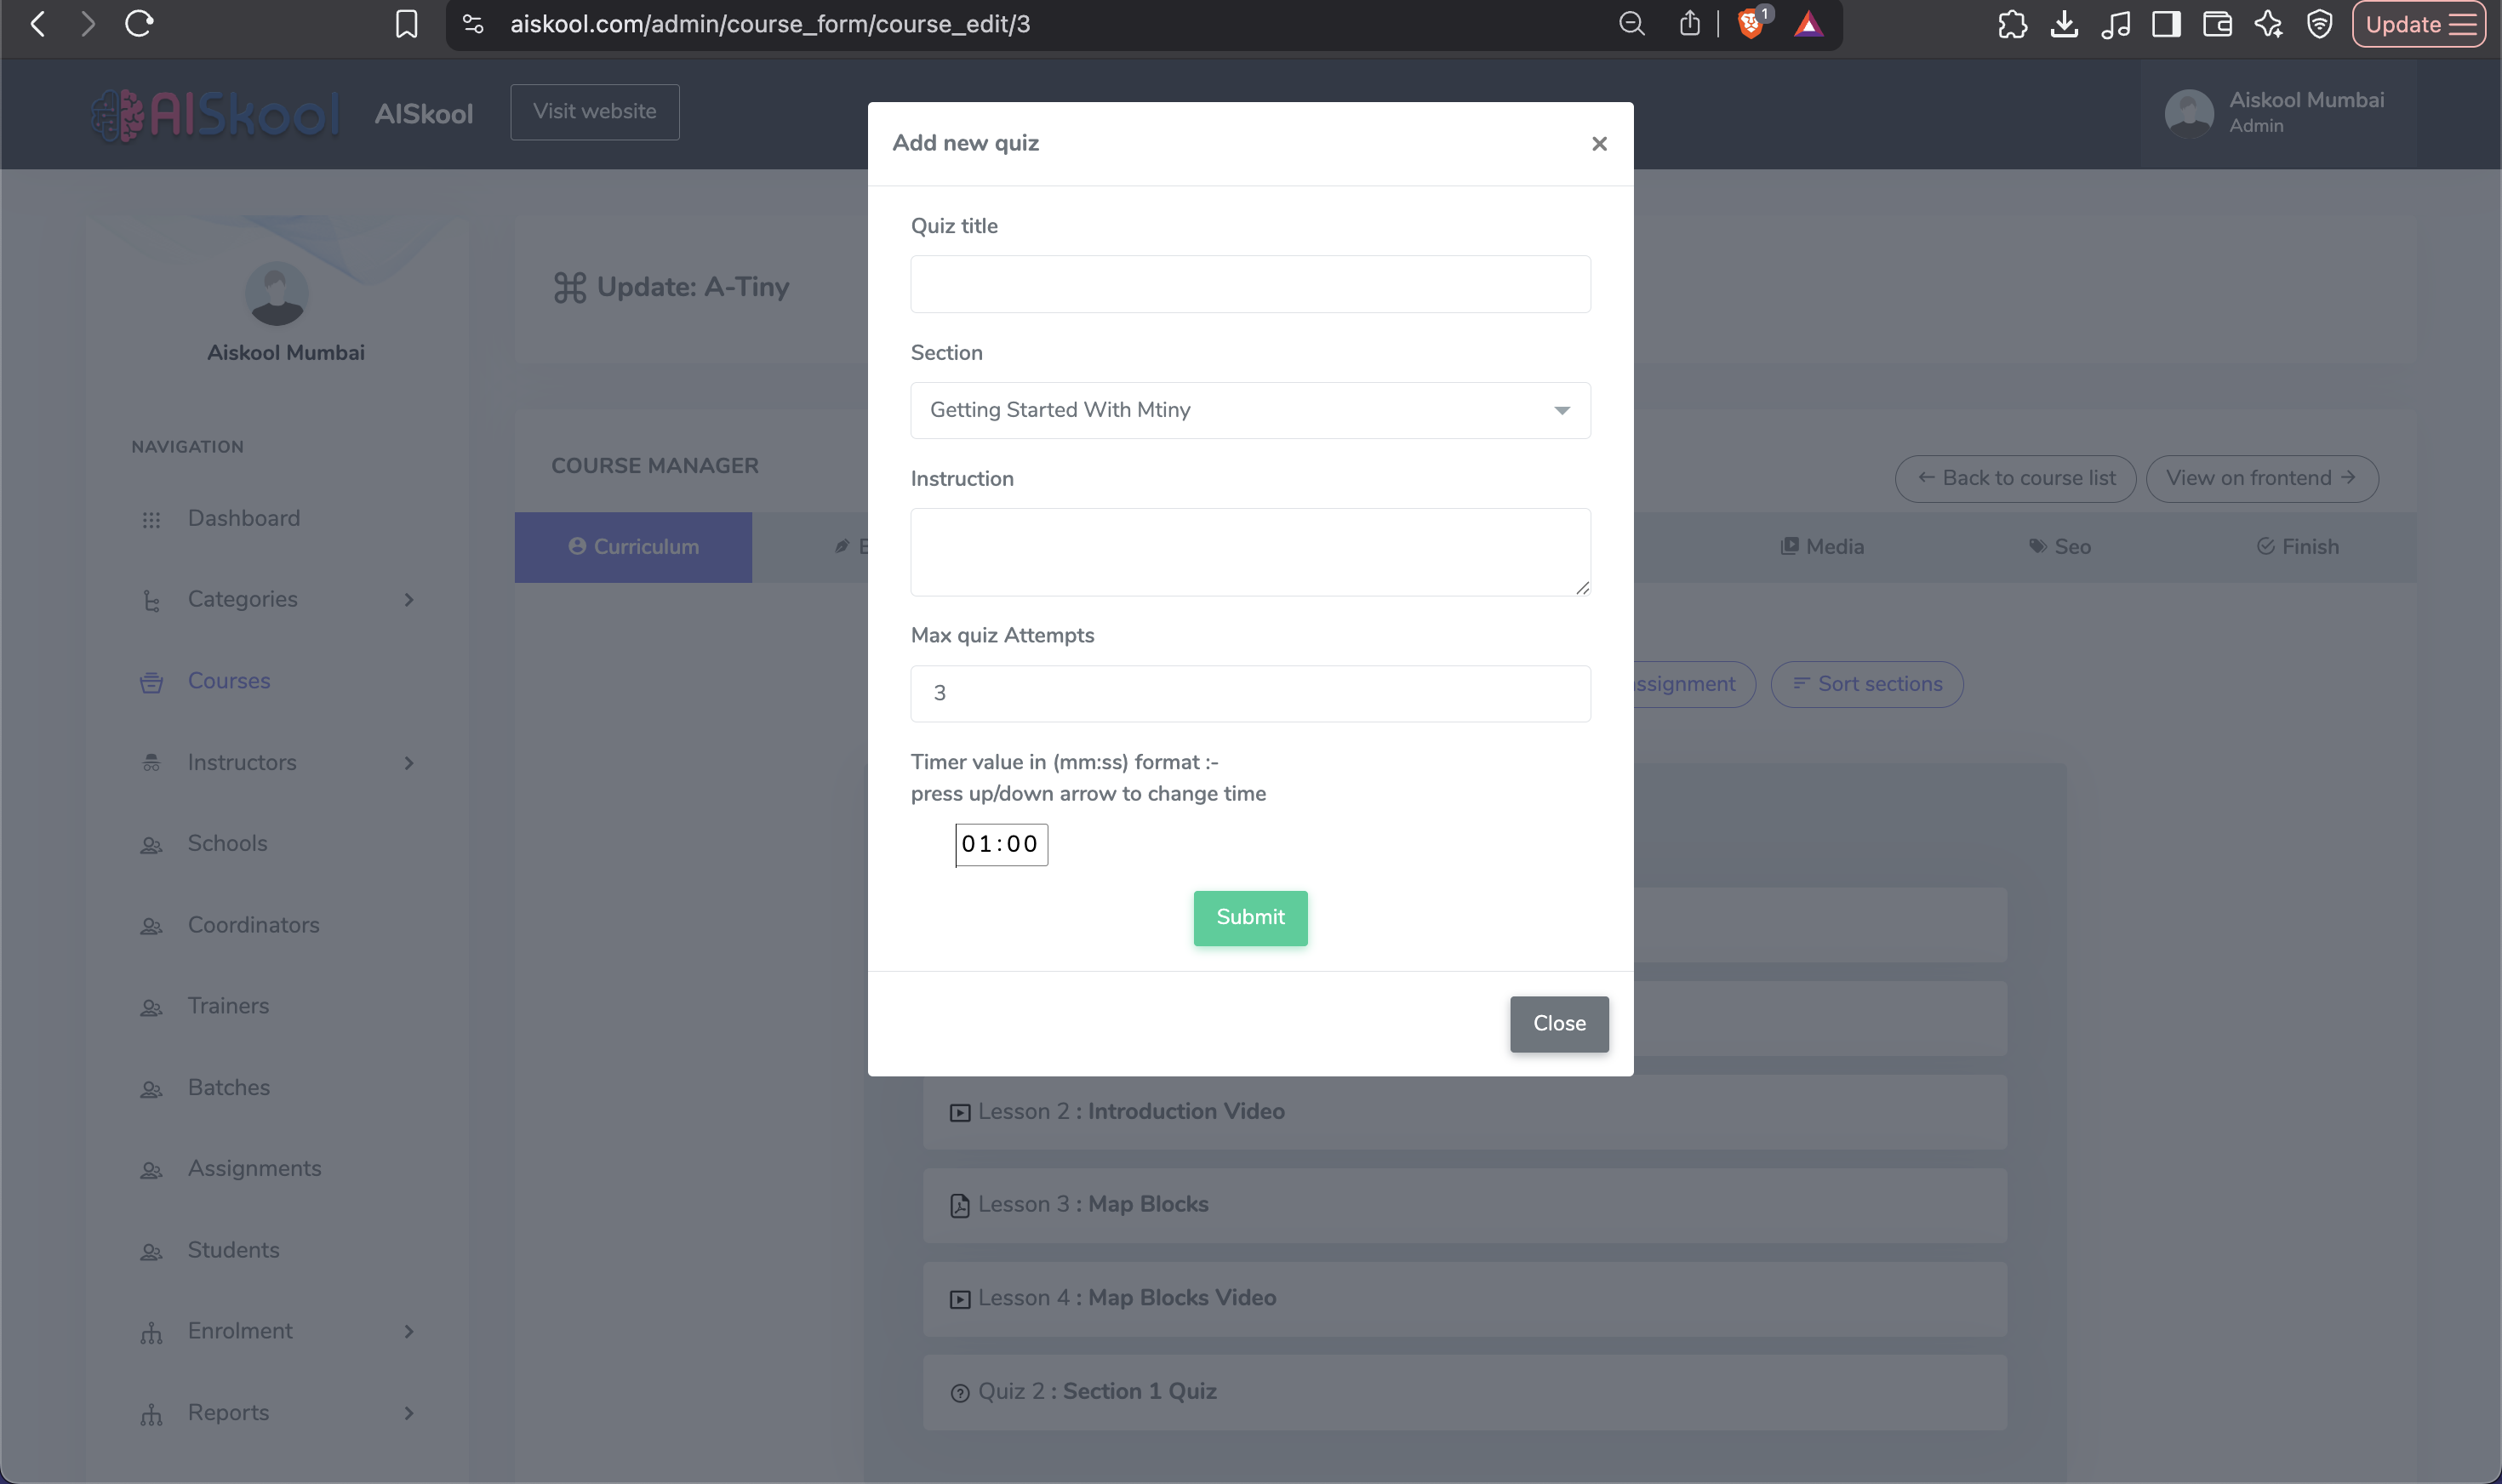 aiskool.com/admin/course_form/course_edit/3
1
Update
AISkool
AISkool
Visit website
Aiskool Mumbai
Admin
Add new quiz
Quiz title
Section
Getting Started With Mtiny
Instruction
Max quiz Attempts
3
Timer value in (mm:ss) format :-
press up/down arrow to change time
01:00
Submit
Close
Aiskool Mumbai
NAVIGATION
Dashboard
Categories
Courses
Instructors
Schools
Coordinators
Trainers
Batches
Assignments
Students
Enrolment
Reports
Update: A-Tiny
COURSE MANAGER
Back to course list
View on frontend
Curriculum
Media
Seo
Finish
ssignment
Sort sections
Lesson 2 : Introduction Video
Lesson 3 : Map Blocks
Lesson 4 : Map Blocks Video
Quiz 2 : Section 1 Quiz